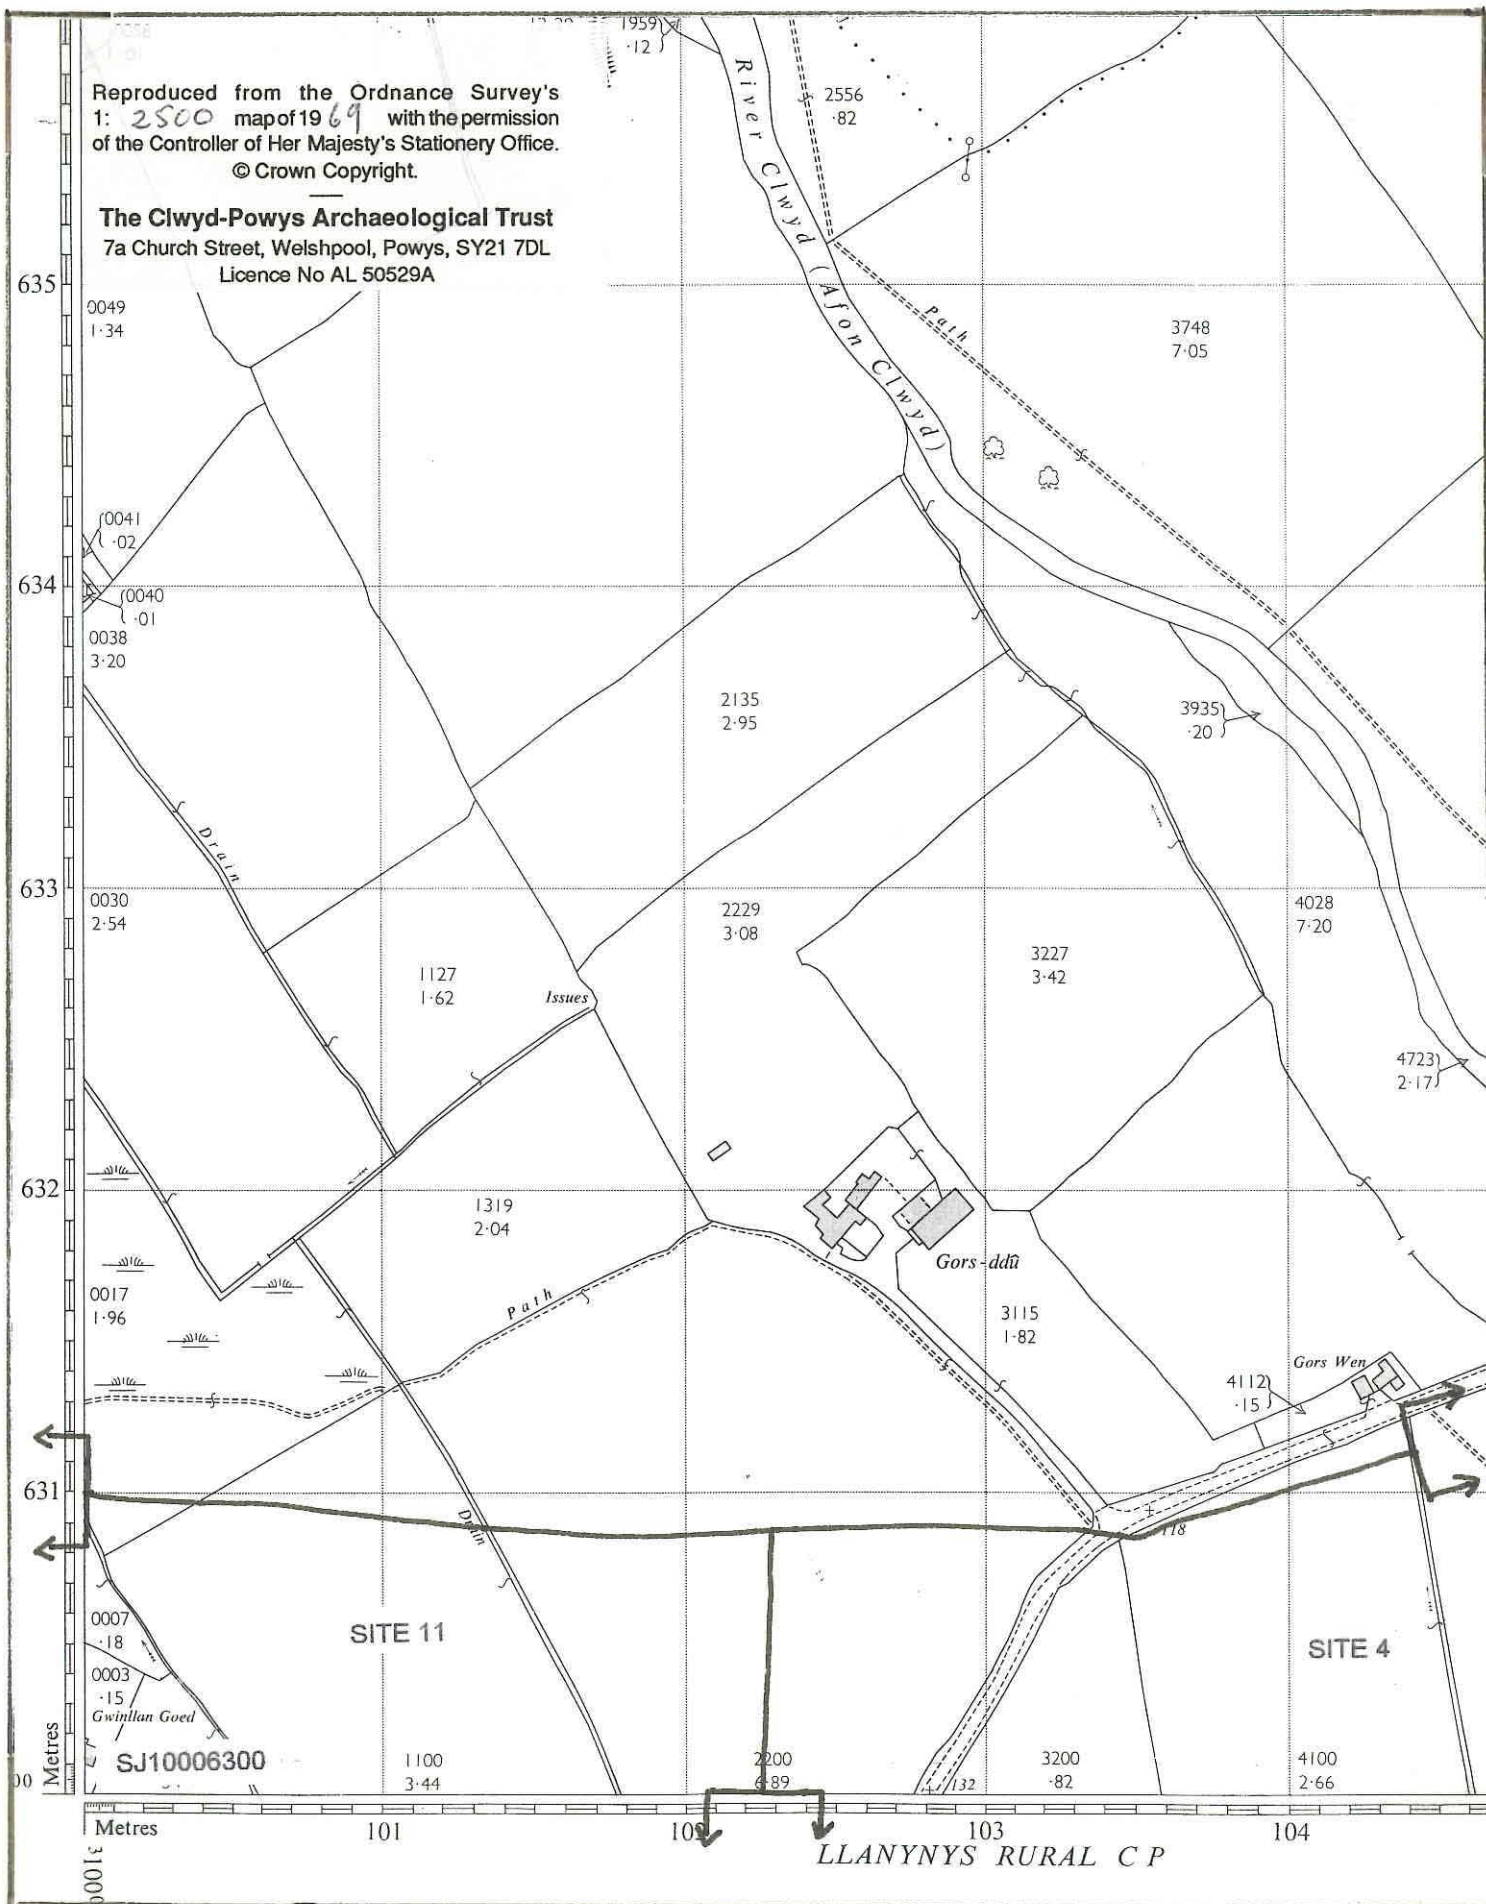 Reproduced from the Ordnance Survey's
1: 2500 map of 1969 with the permission
of the Controller of Her Majesty's Stationery Office.
© Crown Copyright.
The Clwyd-Powys Archaeological Trust
7a Church Street, Welshpool, Powys, SY21 7DL
Licence No AL 50529A
1959
·12
2556
·82
River Clwyd (Afon Clwyd)
635
0049
1·34
Path
3748
7·05
0041
·02
634
0040
·01
0038
3·20
2135
2·95
3935
·20
Drain
633
0030
2·54
2229
3·08
4028
7·20
3227
3·42
1127
1·62
Issues
4723
2·17
632
1319
2·04
Gors-ddû
0017
1·96
Path
3115
1·82
Gors Wen
4112
·15
631
Drain
118
0007
·18
SITE 11
SITE 4
0003
·15
Gwinllan Goed
SJ10006300
1100
3·44
2200
6·89
3200
·82
4100
2·66
132
00
Metres
Metres
101
102
103
104
3100
LLANYNYS RURAL C P